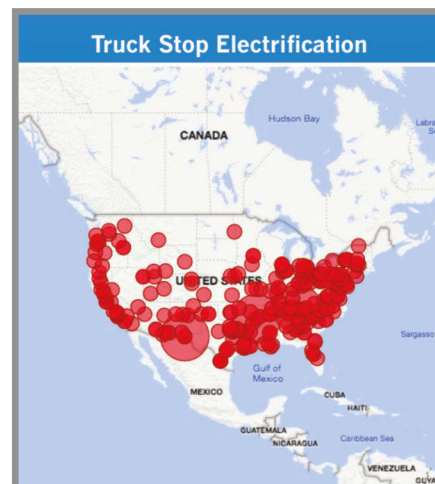 Truck Stop Electrification
Hudson Bay
CANADA
UNITED STATES
Sargasso
Gulf of
Mexico
MEXICO
CUBA
HAITI
GUATEMALA
NICARAGUA
Caribbean Sea
VENEZUELA
GUYA